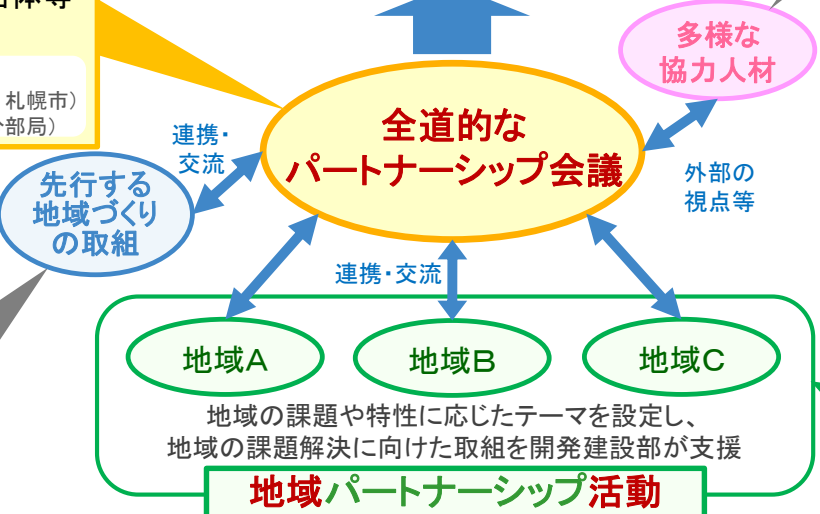 札幌市）
部局）
多様な
協力人材
全道的な
パートナーシップ会議
連携・
交流
外部の
視点等
先行する
地域づくり
の取組
連携・交流
地域A
地域B
地域C
地域の課題や特性に応じたテーマを設定し、
地域の課題解決に向けた取組を開発建設部が支援
地域パートナーシップ活動